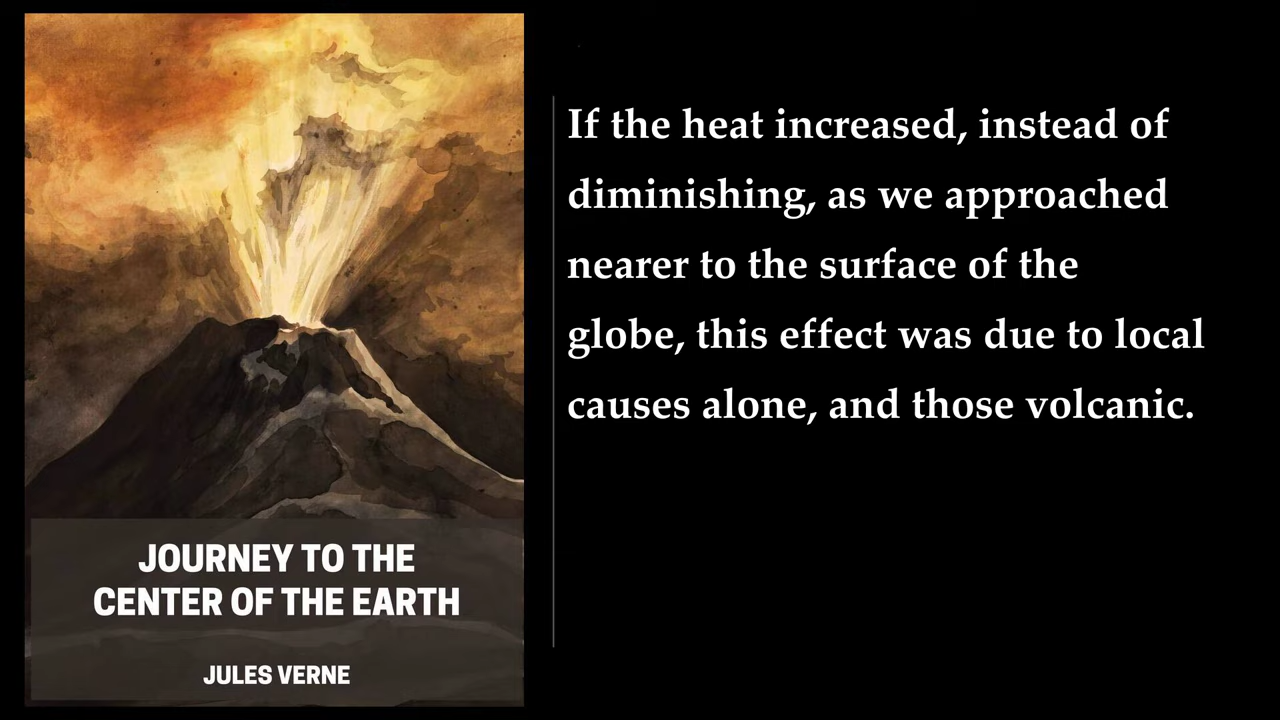 If the heat increased, instead of
diminishing, as we approached
nearer to the surface of the
globe, this effect was due to local
causes alone, and those volcanic.
JOURNEY TO THE
CENTER OF THE EARTH
JULES VERNE